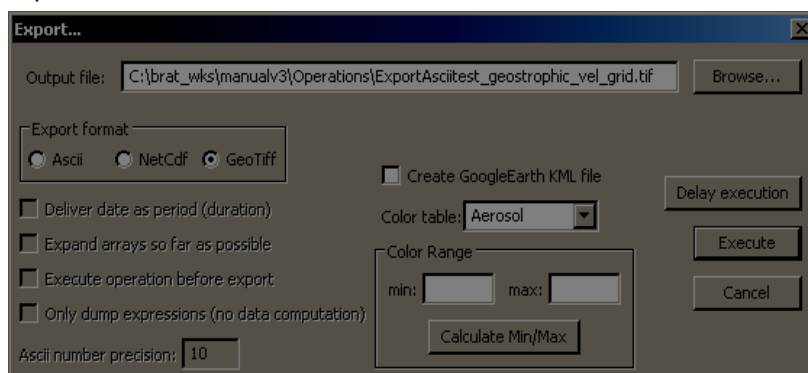 Export...
Output file: C:\brat_wks\manualv3\Operations\ExportAsciitest_geostrophic_vel_grid.tif Browse...
Export format
Ascii NetCdf GeoTiff
Create GoogleEarth KML file
Delay execution
Deliver date as period (duration)
Color table: Aerosol
Expand arrays so far as possible
Execute
Color Range
Execute operation before export
min: max:
Cancel
Only dump expressions (no data computation)
Calculate Min/Max
Ascii number precision: 10